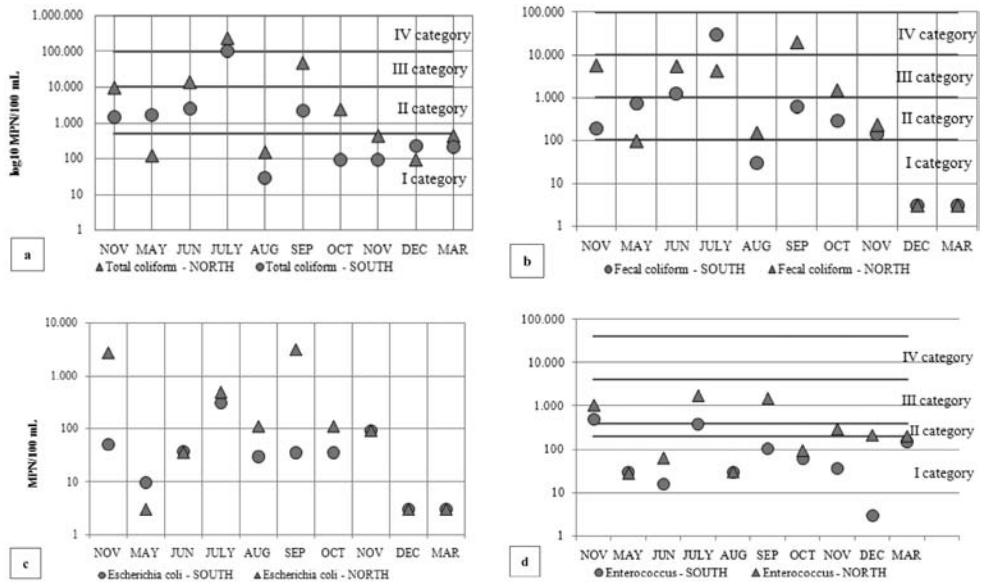 1.000.000
100.000
10.000
1.000
100
10
1
log10 MPN/100 mL
IV category
III category
II category
I category
NOV MAY JUN JULY AUG SEP OCT NOV DEC MAR
a
Total coliform - NORTH Total coliform - SOUTH
100.000
10.000
1.000
100
10
1
IV category
III category
II category
I category
NOV MAY JUN JULY AUG SEP OCT NOV DEC MAR
b
Fecal coliform - SOUTH Fecal coliform - NORTH
10.000
1.000
100
10
1
MPN/100 mL
NOV MAY JUN JULY AUG SEP OCT NOV DEC MAR
c
Escherichia coli - SOUTH Escherichia coli - NORTH
100.000
10.000
1.000
100
10
1
IV category
III category
II category
I category
NOV MAY JUN JULY AUG SEP OCT NOV DEC MAR
d
Enterococcus - SOUTH Enterococcus - NORTH